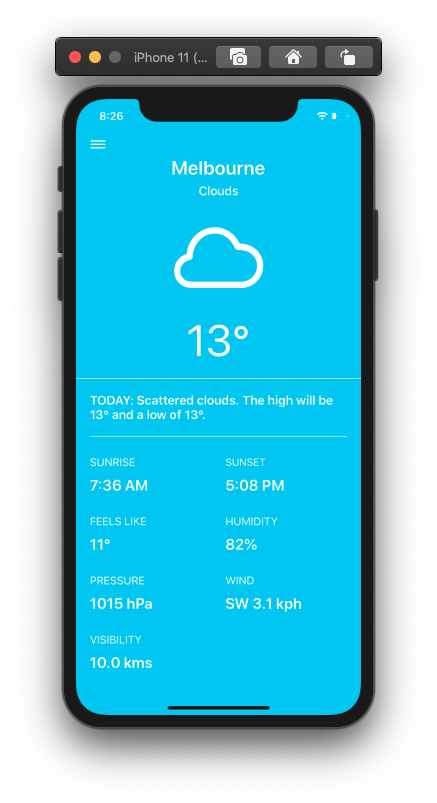 iPhone 11 (...
8:26
Melbourne
Clouds
13°
TODAY: Scattered clouds. The high will be
13° and a low of 13°.
SUNRISE
SUNSET
7:36 AM
5:08 PM
FEELS LIKE
HUMIDITY
11°
82%
PRESSURE
WIND
1015 hPa
SW 3.1 kph
VISIBILITY
10.0 kms